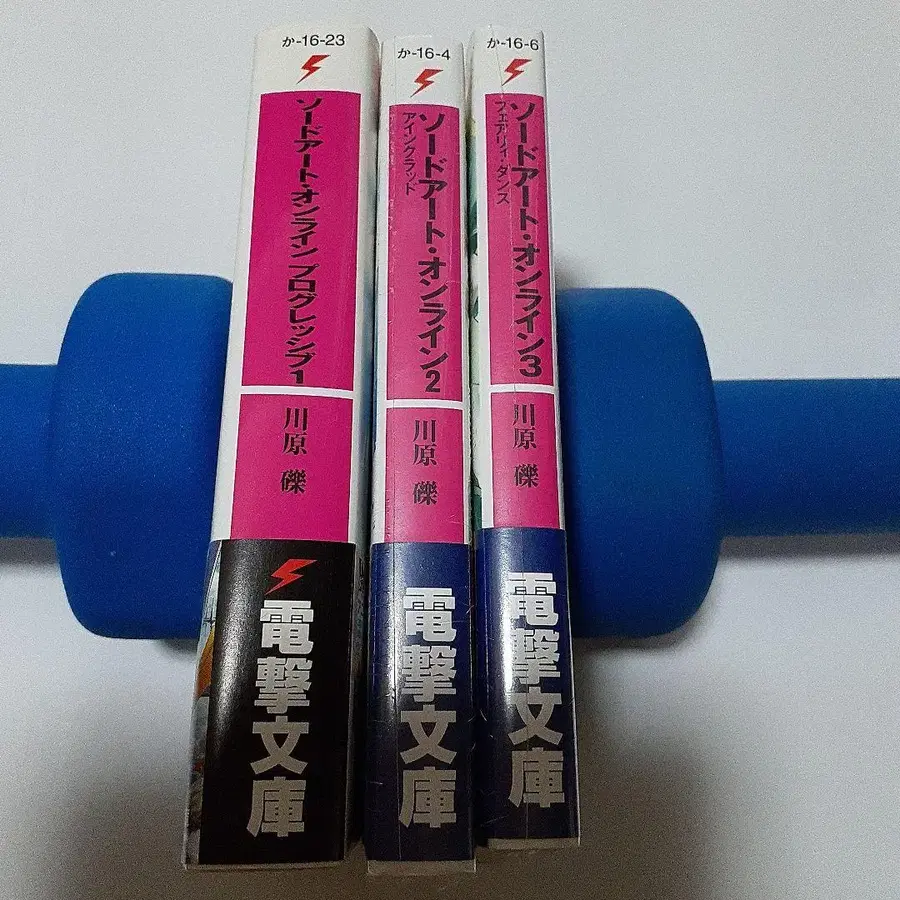 か-16-23
ソードアート・オンライン プログレッシブ1
川原 礫
電撃文庫
か-16-4
ソードアート・オンライン2
アインクラッド
川原 礫
電撃文庫
か-16-6
ソードアート・オンライン3
フェアリィ・ダンス
川原 礫
電撃文庫